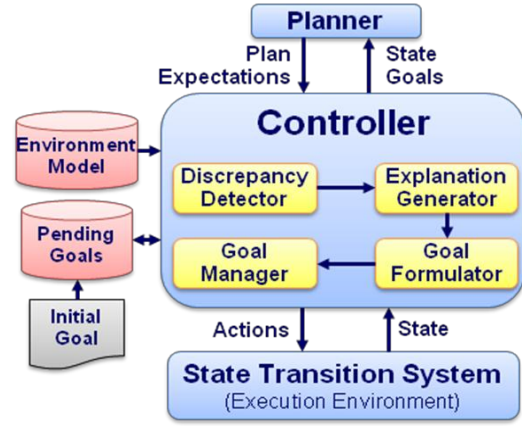 Planner
Plan
Expectations
State
Goals
Controller
Environment
Model
Discrepancy
Detector
Explanation
Generator
Pending
Goals
Goal
Manager
Goal
Formulator
Initial
Goal
Actions
State
State Transition System
(Execution Environment)